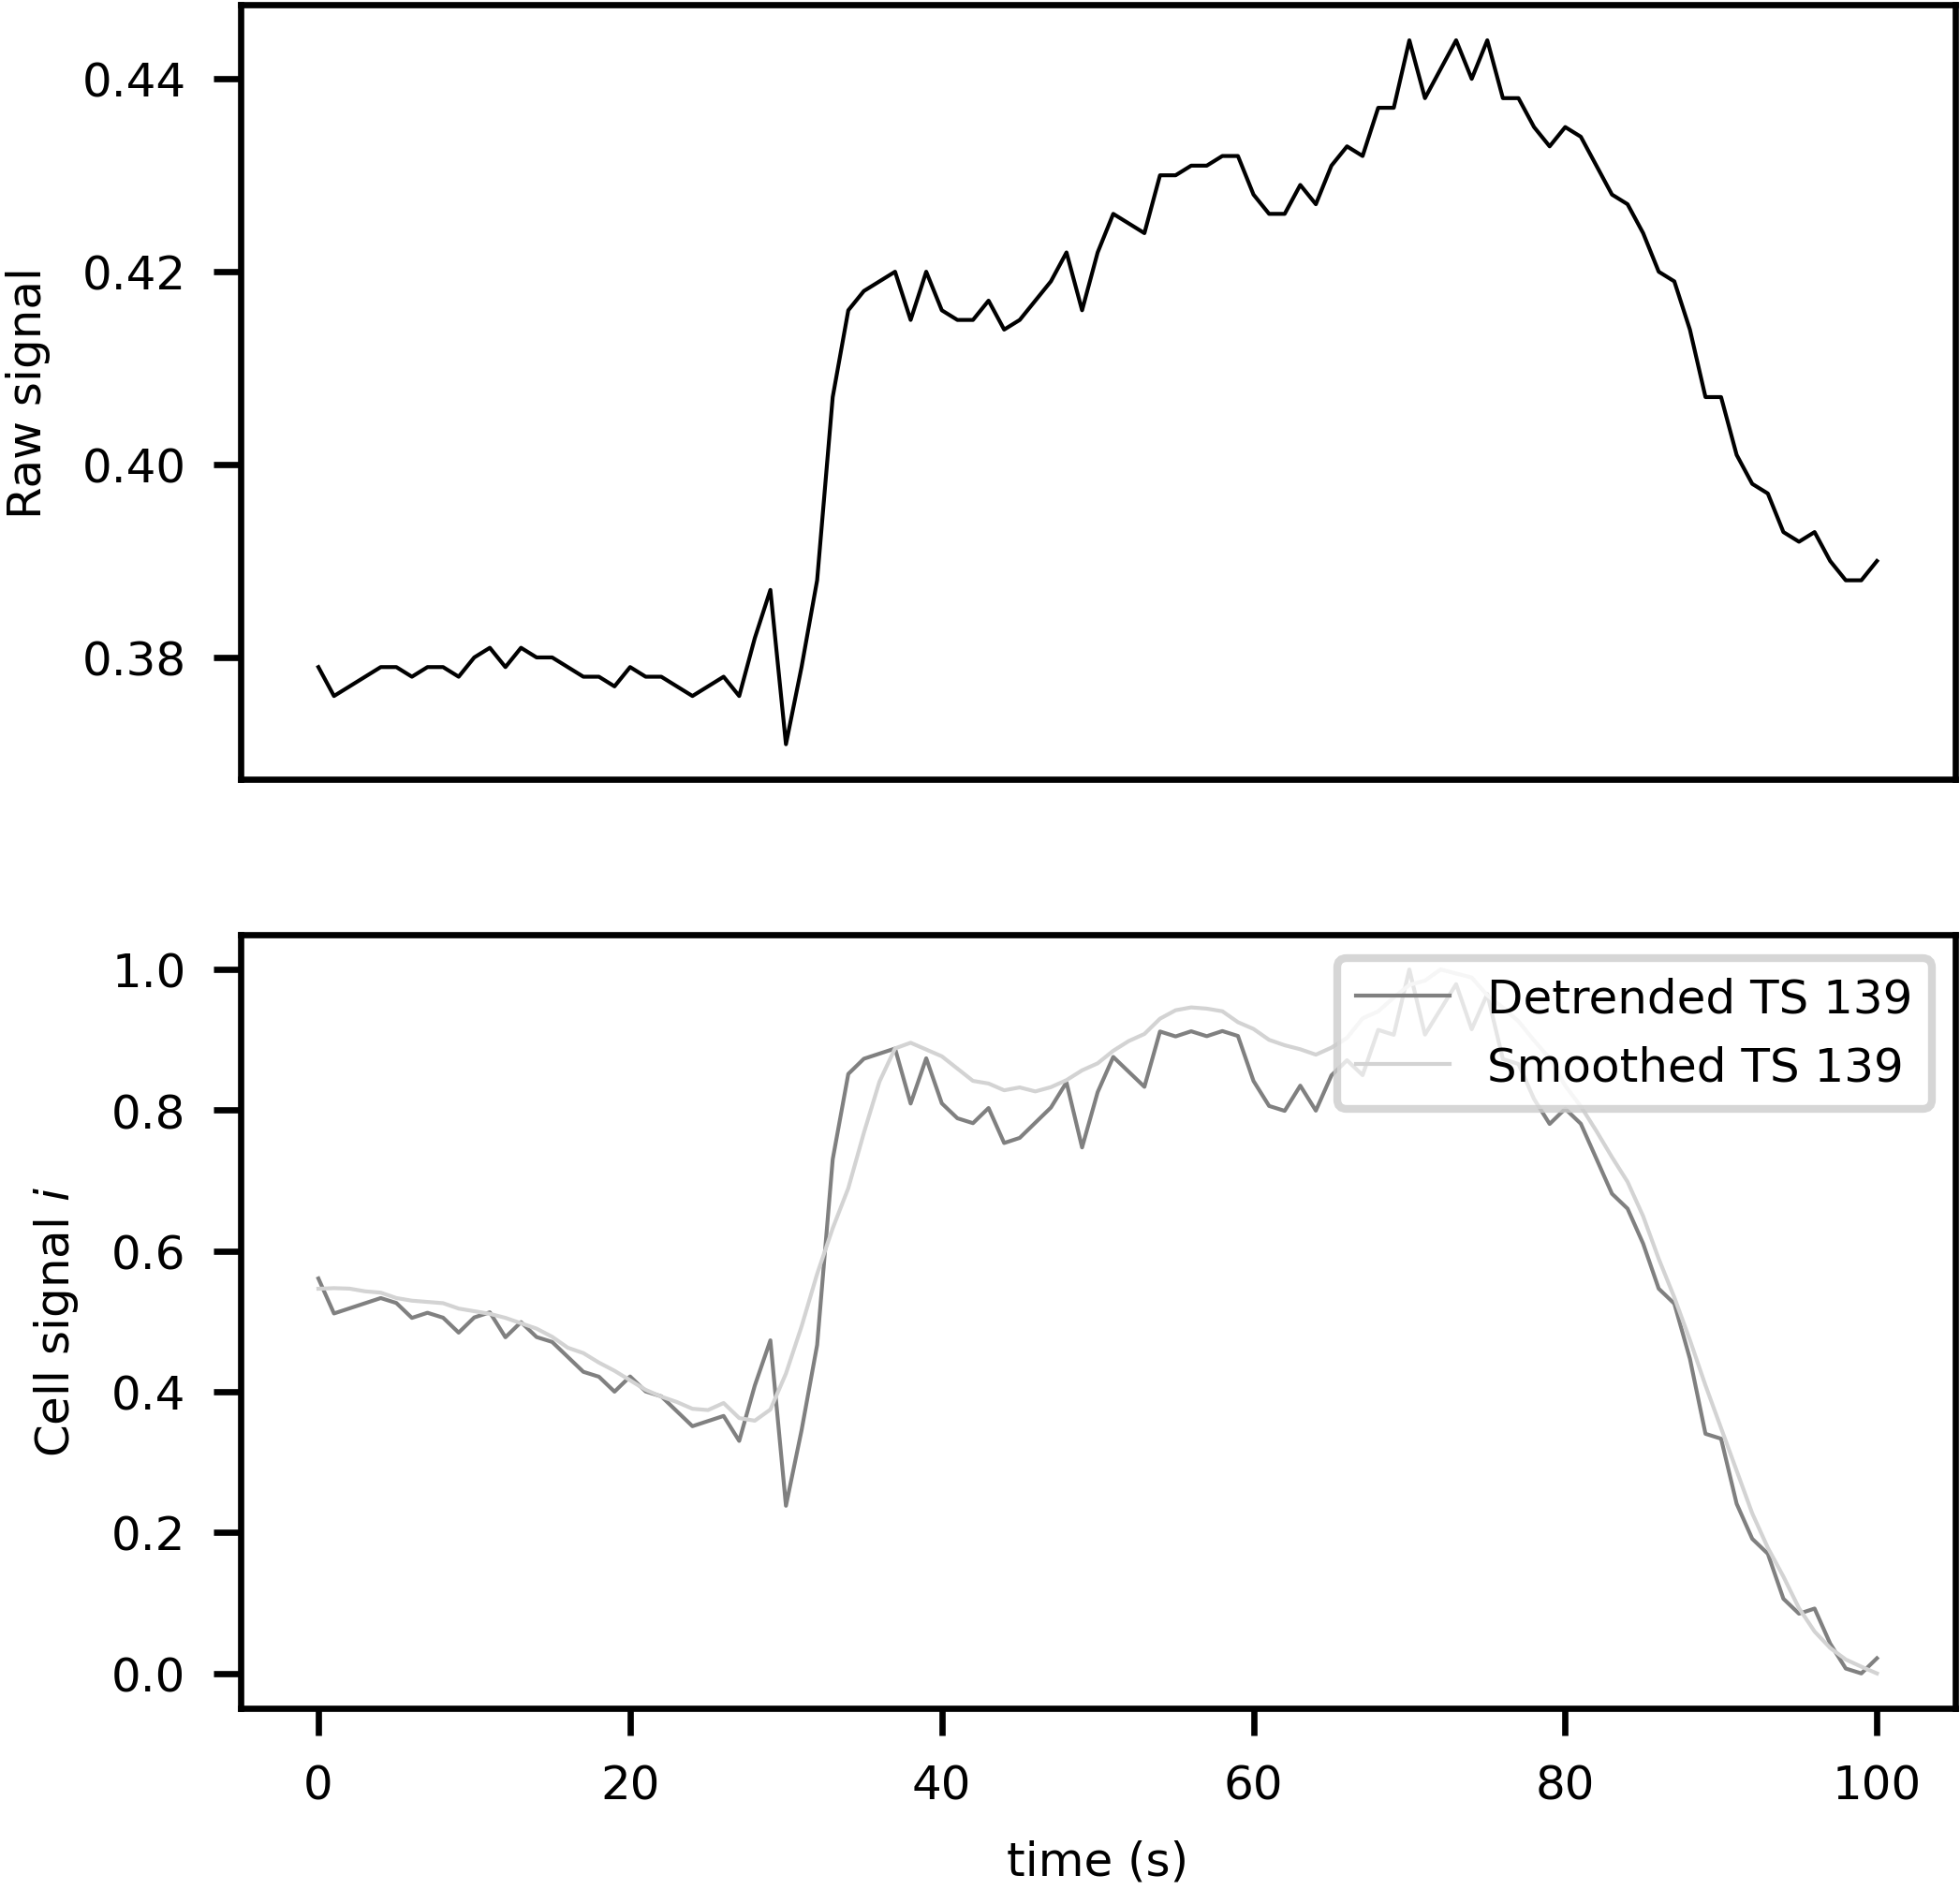 Raw signal
0.44
0.42
0.40
0.38
Cell signal i
1.0
0.8
0.6
0.4
0.2
0.0
Detrended TS 139
Smoothed TS 139
0 20 40 60 80 100
time (s)